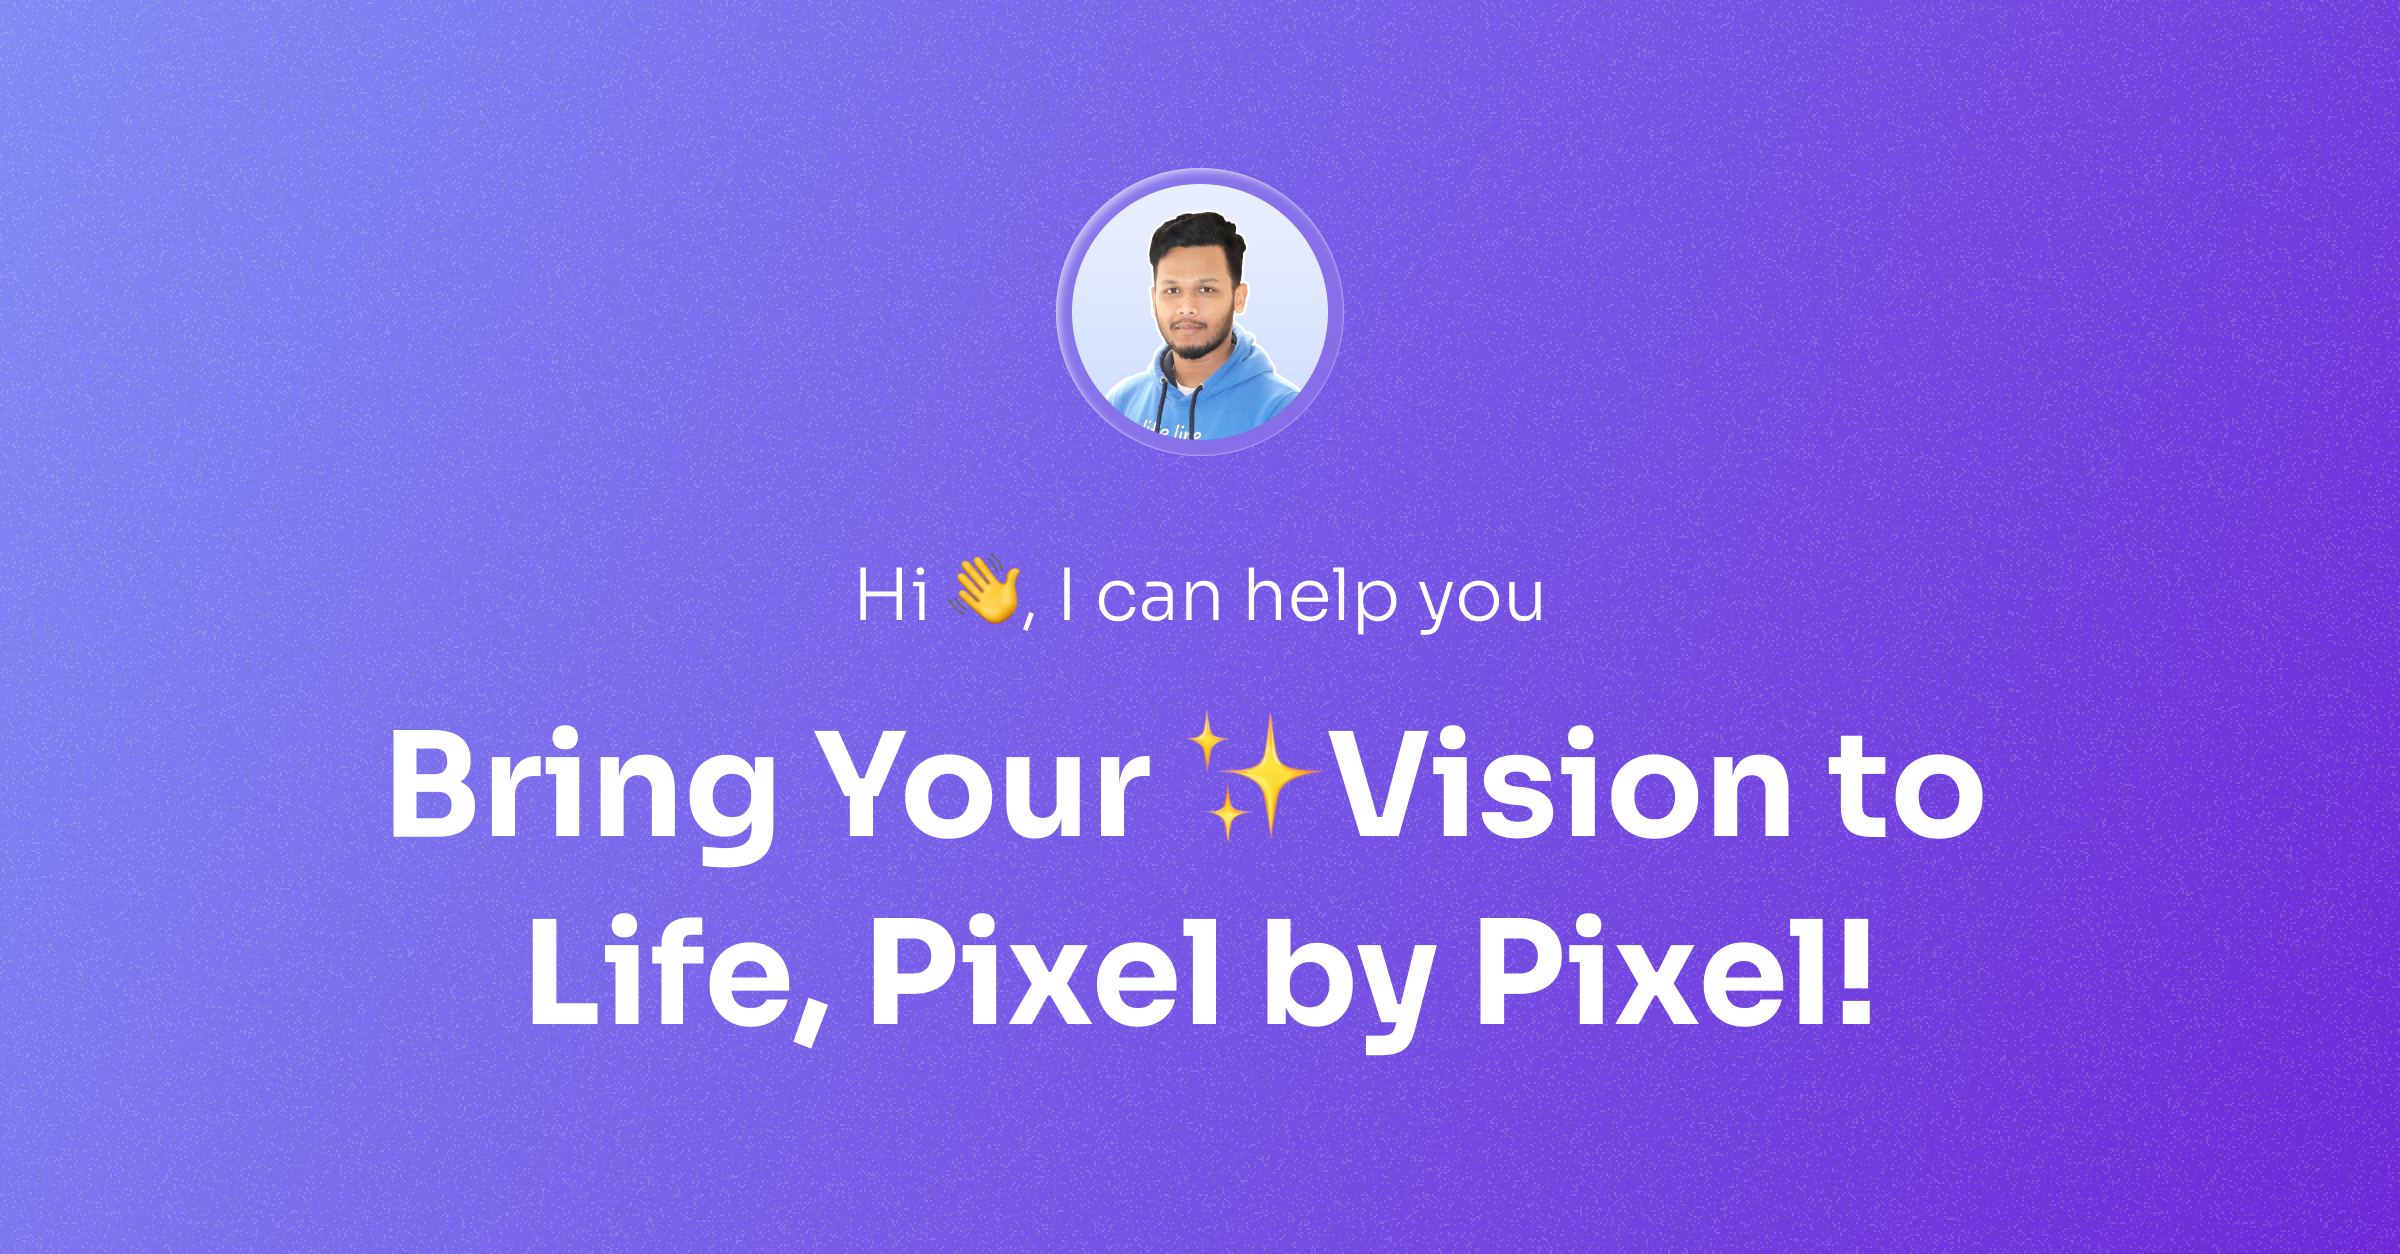 Hi 👋, I can help you
Bring Your ✨Vision to
Life, Pixel by Pixel!